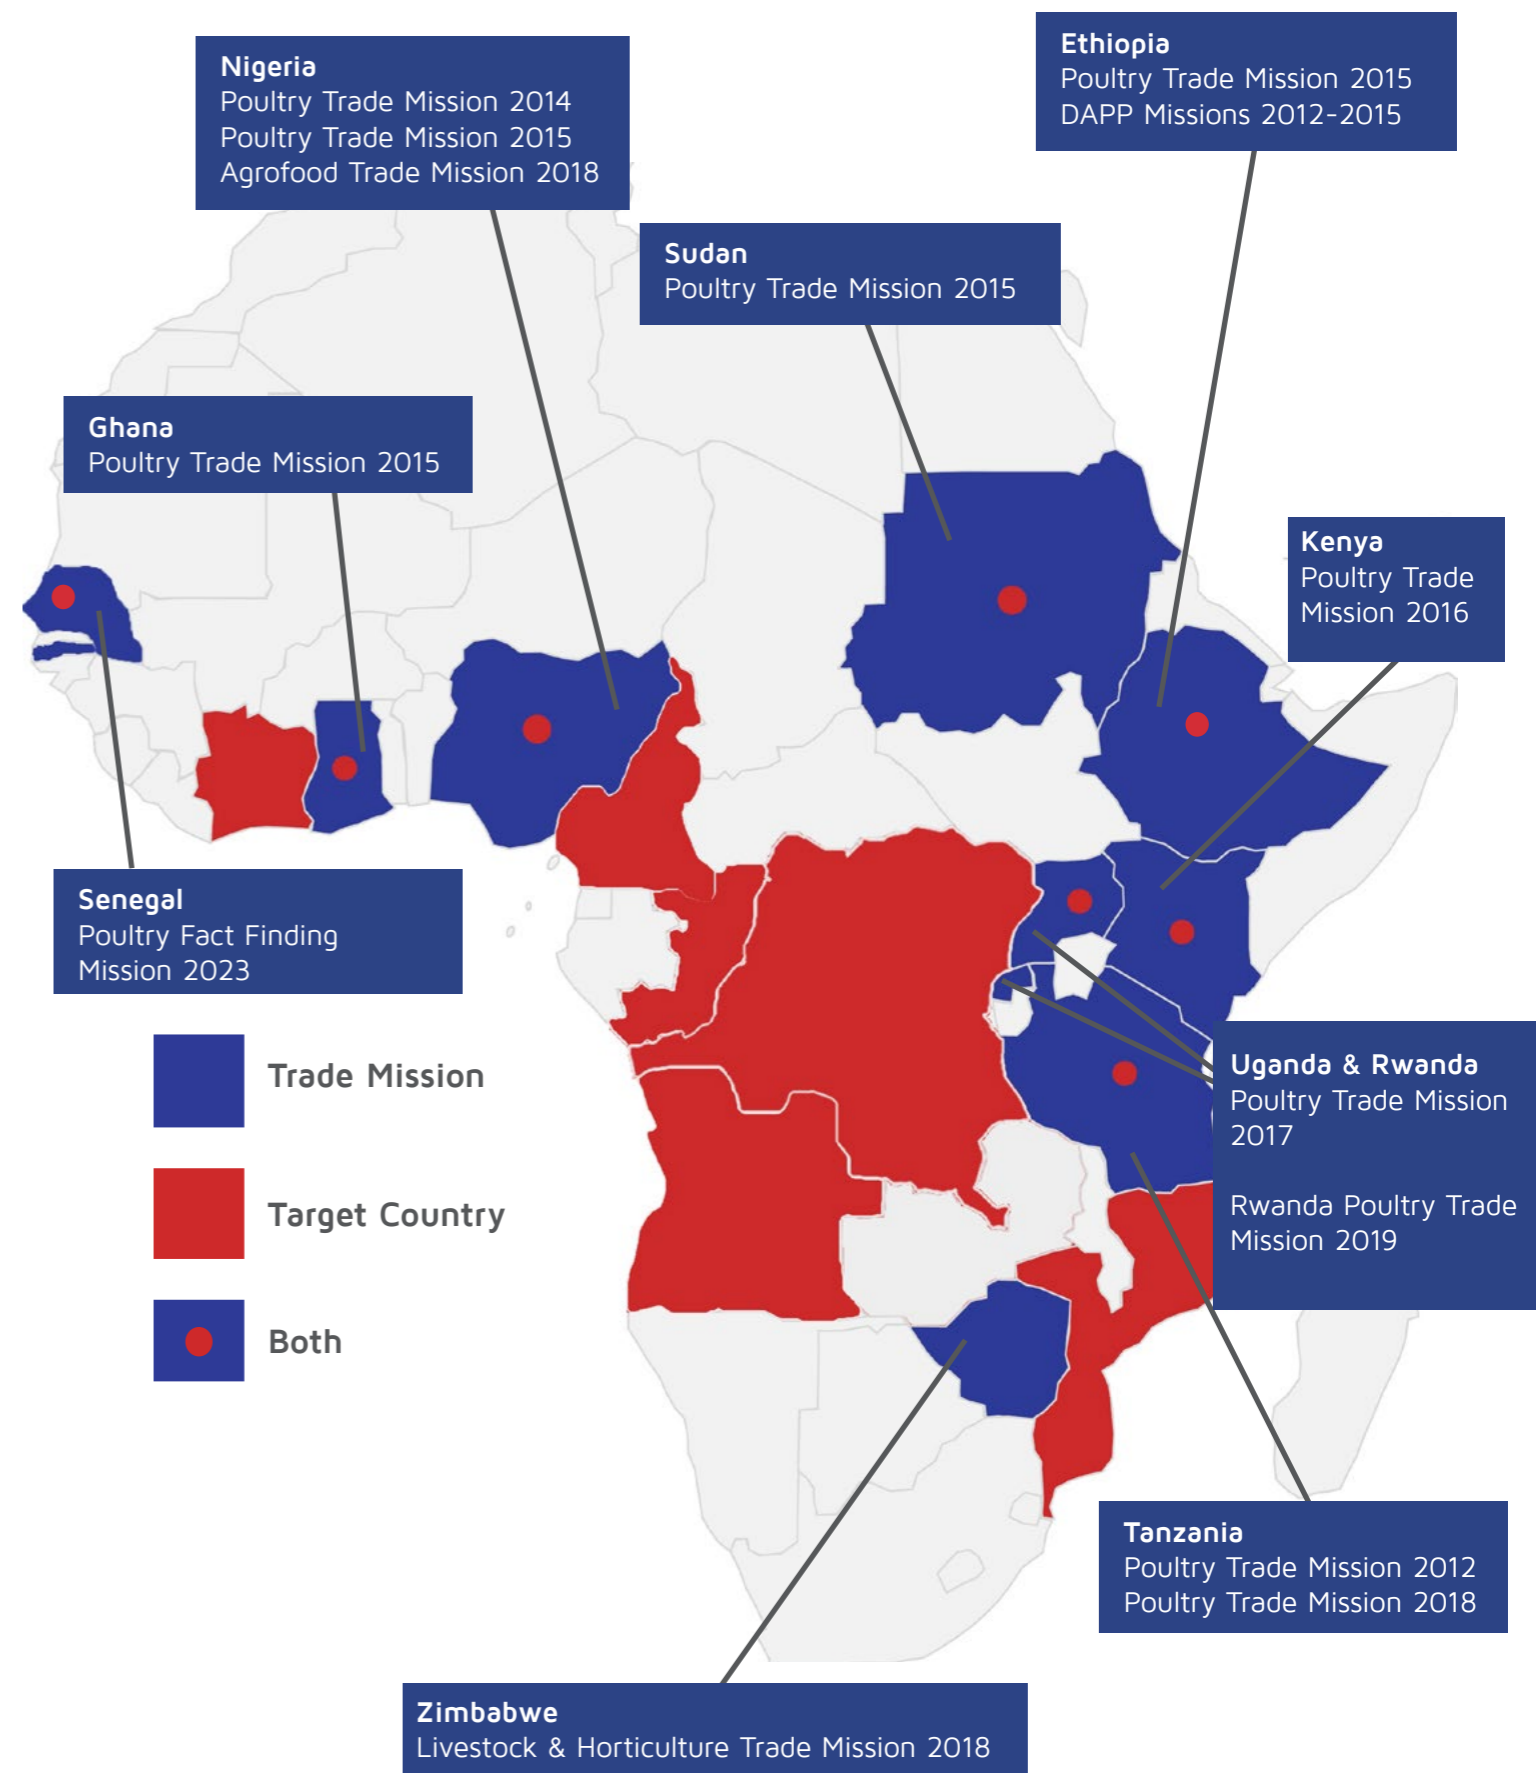 Nigeria
Poultry Trade Mission 2014
Poultry Trade Mission 2015
Agrofood Trade Mission 2018
Ethiopia
Poultry Trade Mission 2015
DAPP Missions 2012-2015
Sudan
Poultry Trade Mission 2015
Ghana
Poultry Trade Mission 2015
Kenya
Poultry Trade
Mission 2016
Senegal
Poultry Fact Finding
Mission 2023
Trade Mission
Target Country
Both
Uganda & Rwanda
Poultry Trade Mission
2017
Rwanda Poultry Trade
Mission 2019
Tanzania
Poultry Trade Mission 2012
Poultry Trade Mission 2018
Zimbabwe
Livestock & Horticulture Trade Mission 2018